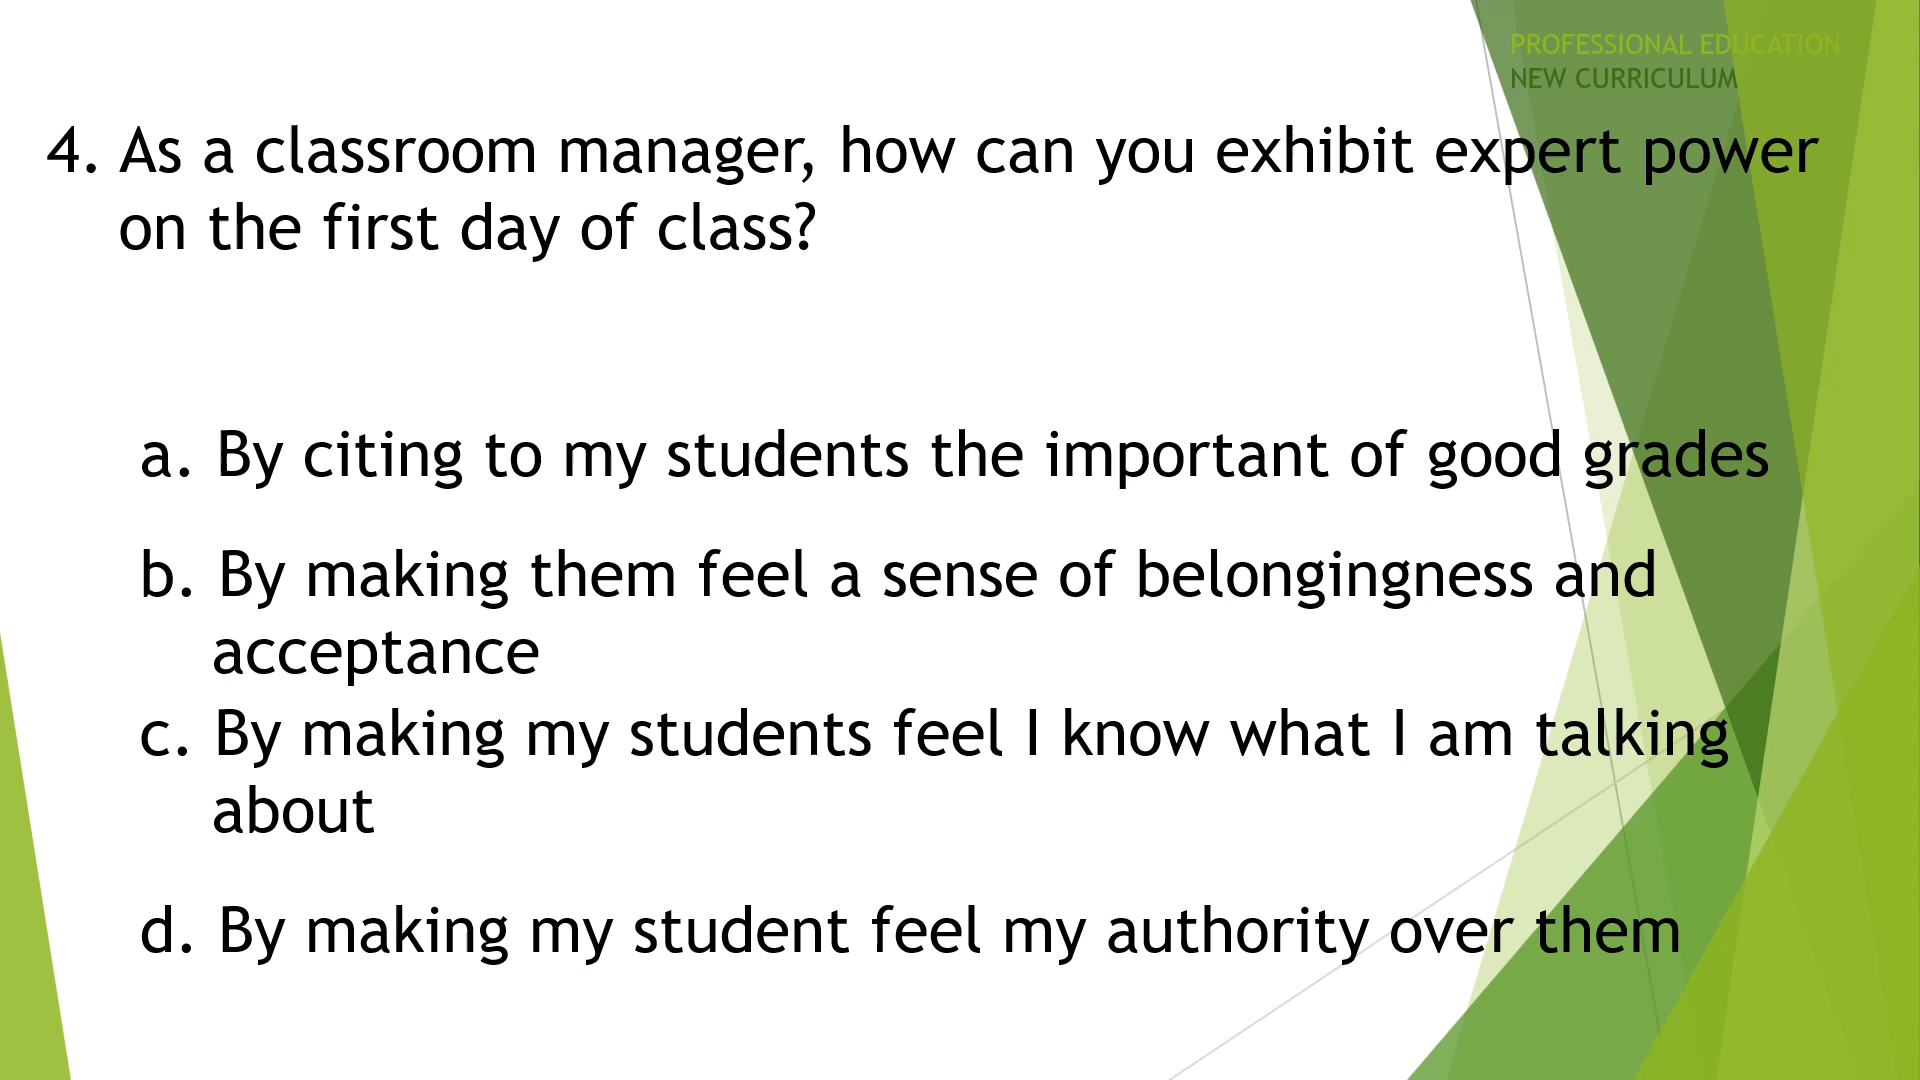 PROFESSIONAL EDUCATION
NEW CURRICULUM
4. As a classroom manager, how can you exhibit expert power
on the first day of class?
a. By citing to my students the important of good grades
b. By making them feel a sense of belongingness and
acceptance
c. By making my students feel I know what I am talking
about
d. By making my student feel my authority over them